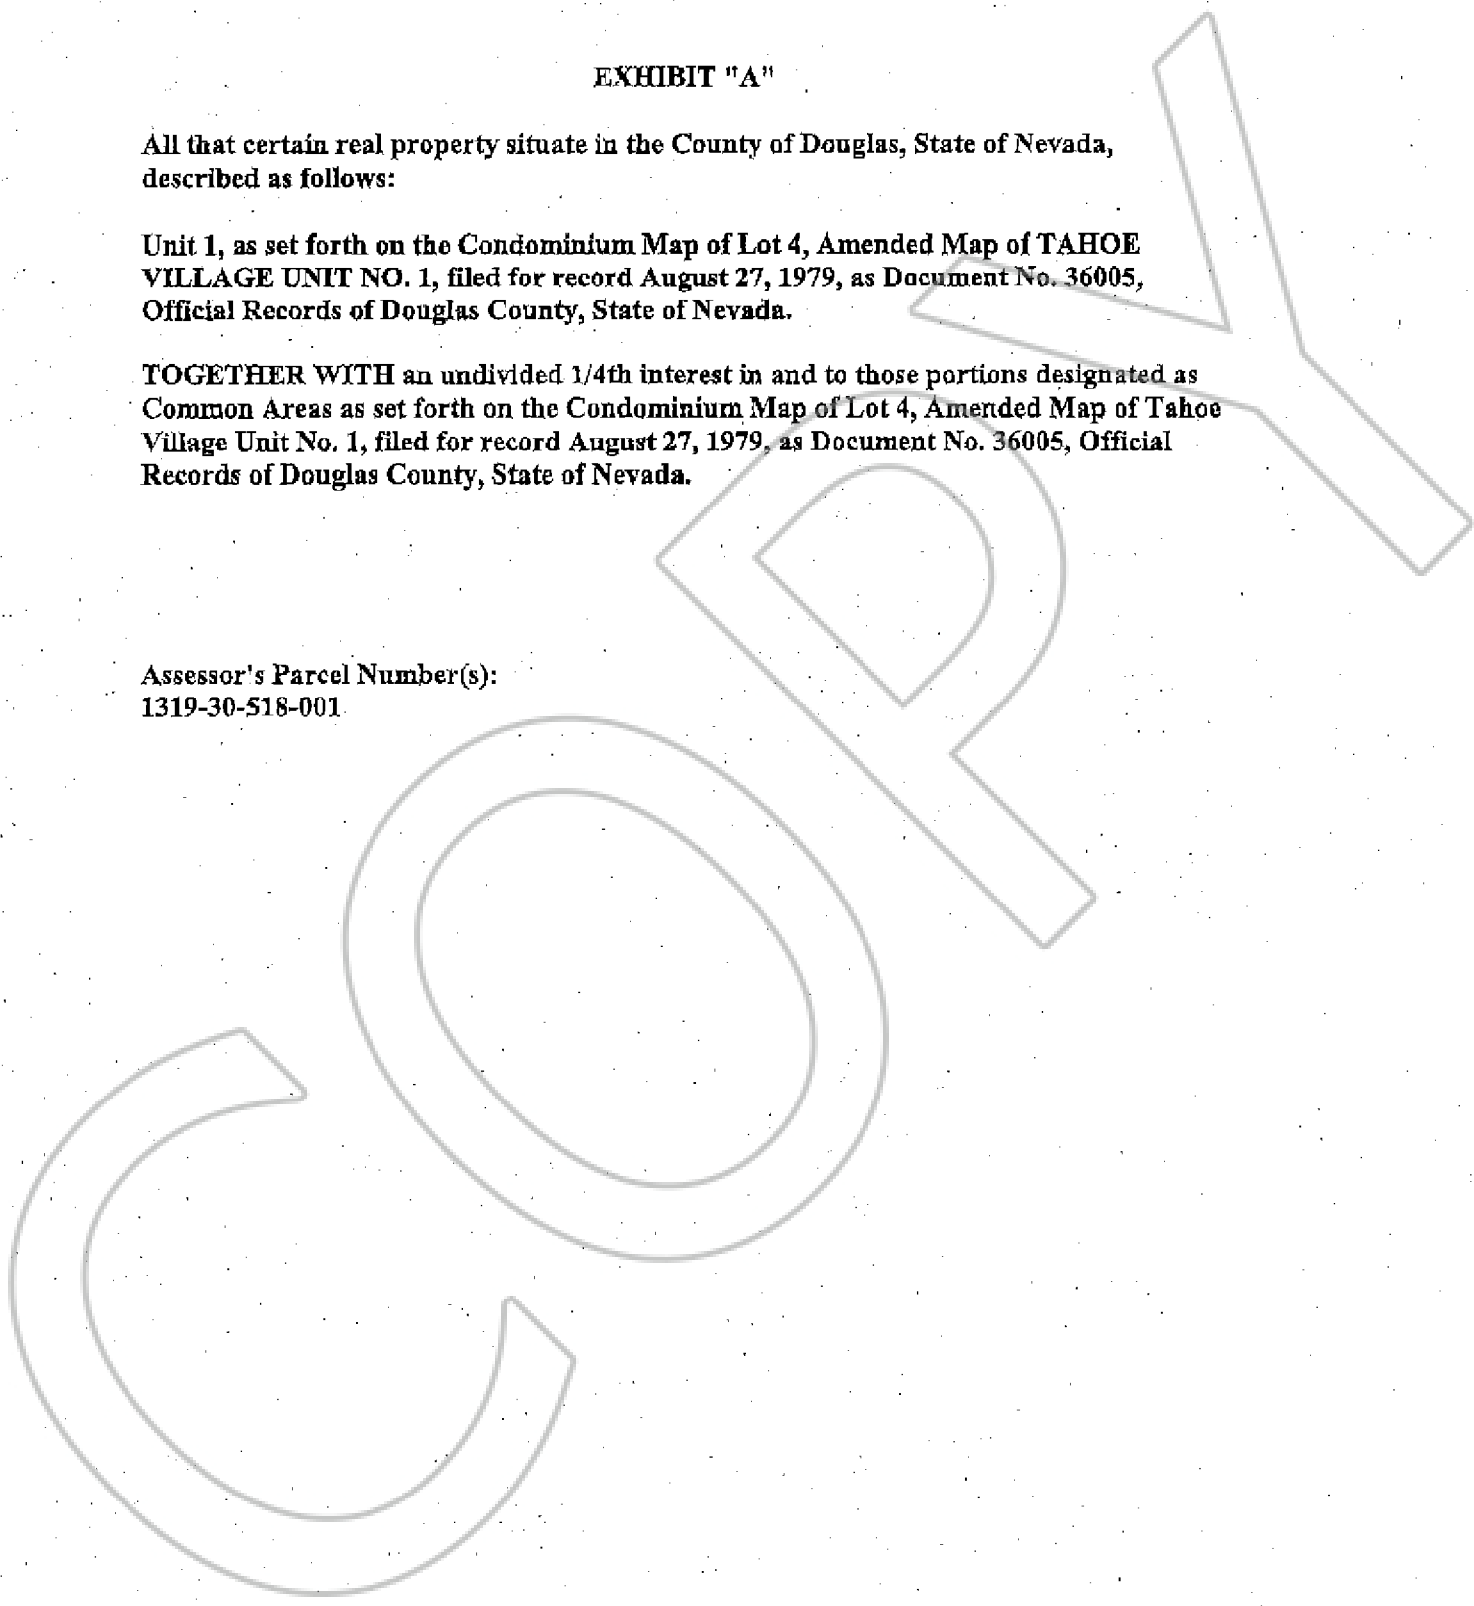 EXHIBIT "A"
All that certain real property situate in the County of Douglas, State of Nevada,
described as follows:
Unit 1, as set forth on the Condominium Map of Lot 4, Amended Map of TAHOE
VILLAGE UNIT NO. 1, filed for record August 27, 1979, as Document No. 36005,
Official Records of Douglas County, State of Nevada.
TOGETHER WITH an undivided 1/4th interest in and to those portions designated as
Common Areas as set forth on the Condominium Map of Lot 4, Amended Map of Tahoe
Village Unit No. 1, filed for record August 27, 1979, as Document No. 36005, Official
Records of Douglas County, State of Nevada.
Assessor's Parcel Number(s):
1319-30-518-001
COPY